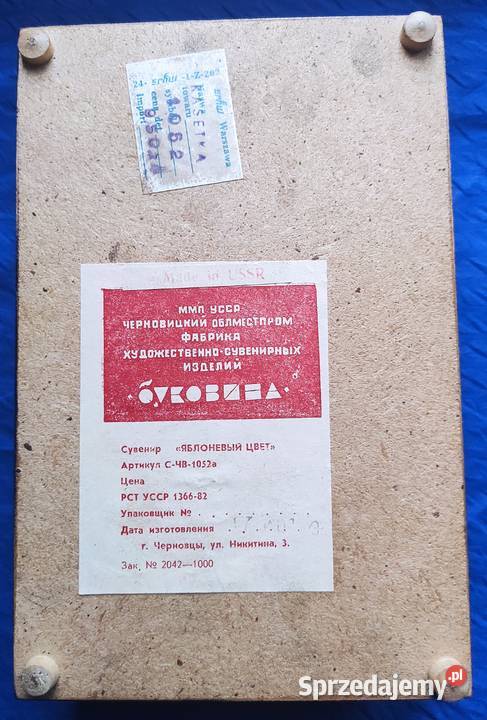 Warszawa
KASETKA
towaru
Import
Made in USSR
ММП УССР
ЧЕРНОВИЦКИЙ ОБЛМЕСТПРОМ
ФАБРИКА
ХУДОЖЕСТВЕННО-СУВЕНИРНЫХ
ИЗДЕЛИЙ
• БУКОВИНА •
Сувенир «ЯБЛОНЕВЫЙ ЦВЕТ»
Артикул С-ЧВ-1052а
Цена
РСТ УССР 1366-82
Упаковщик № . . . . . . . . .
Дата изготовления
г. Черновцы, ул. Никитина, 3.
Зак. № 2042—1000
Sprzedajemy.pl